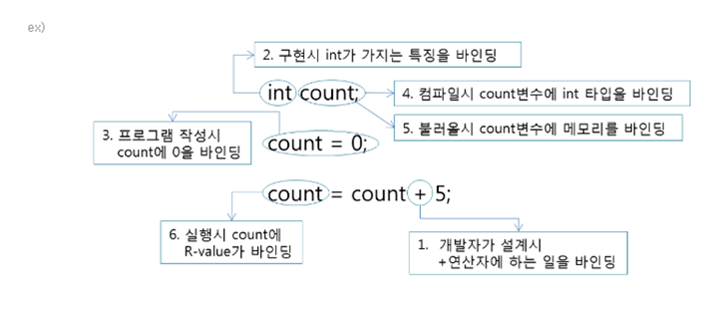 ex)
2. 구현시 int가 가지는 특징을 바인딩
int count;
4. 컴파일시 count변수에 int 타입을 바인딩
5. 불러올시 count변수에 메모리를 바인딩
3. 프로그램 작성시
count에 0을 바인딩
count = 0;
count = count + 5;
6. 실행시 count에
R-value가 바인딩
1. 개발자가 설계시
+연산자에 하는 일을 바인딩